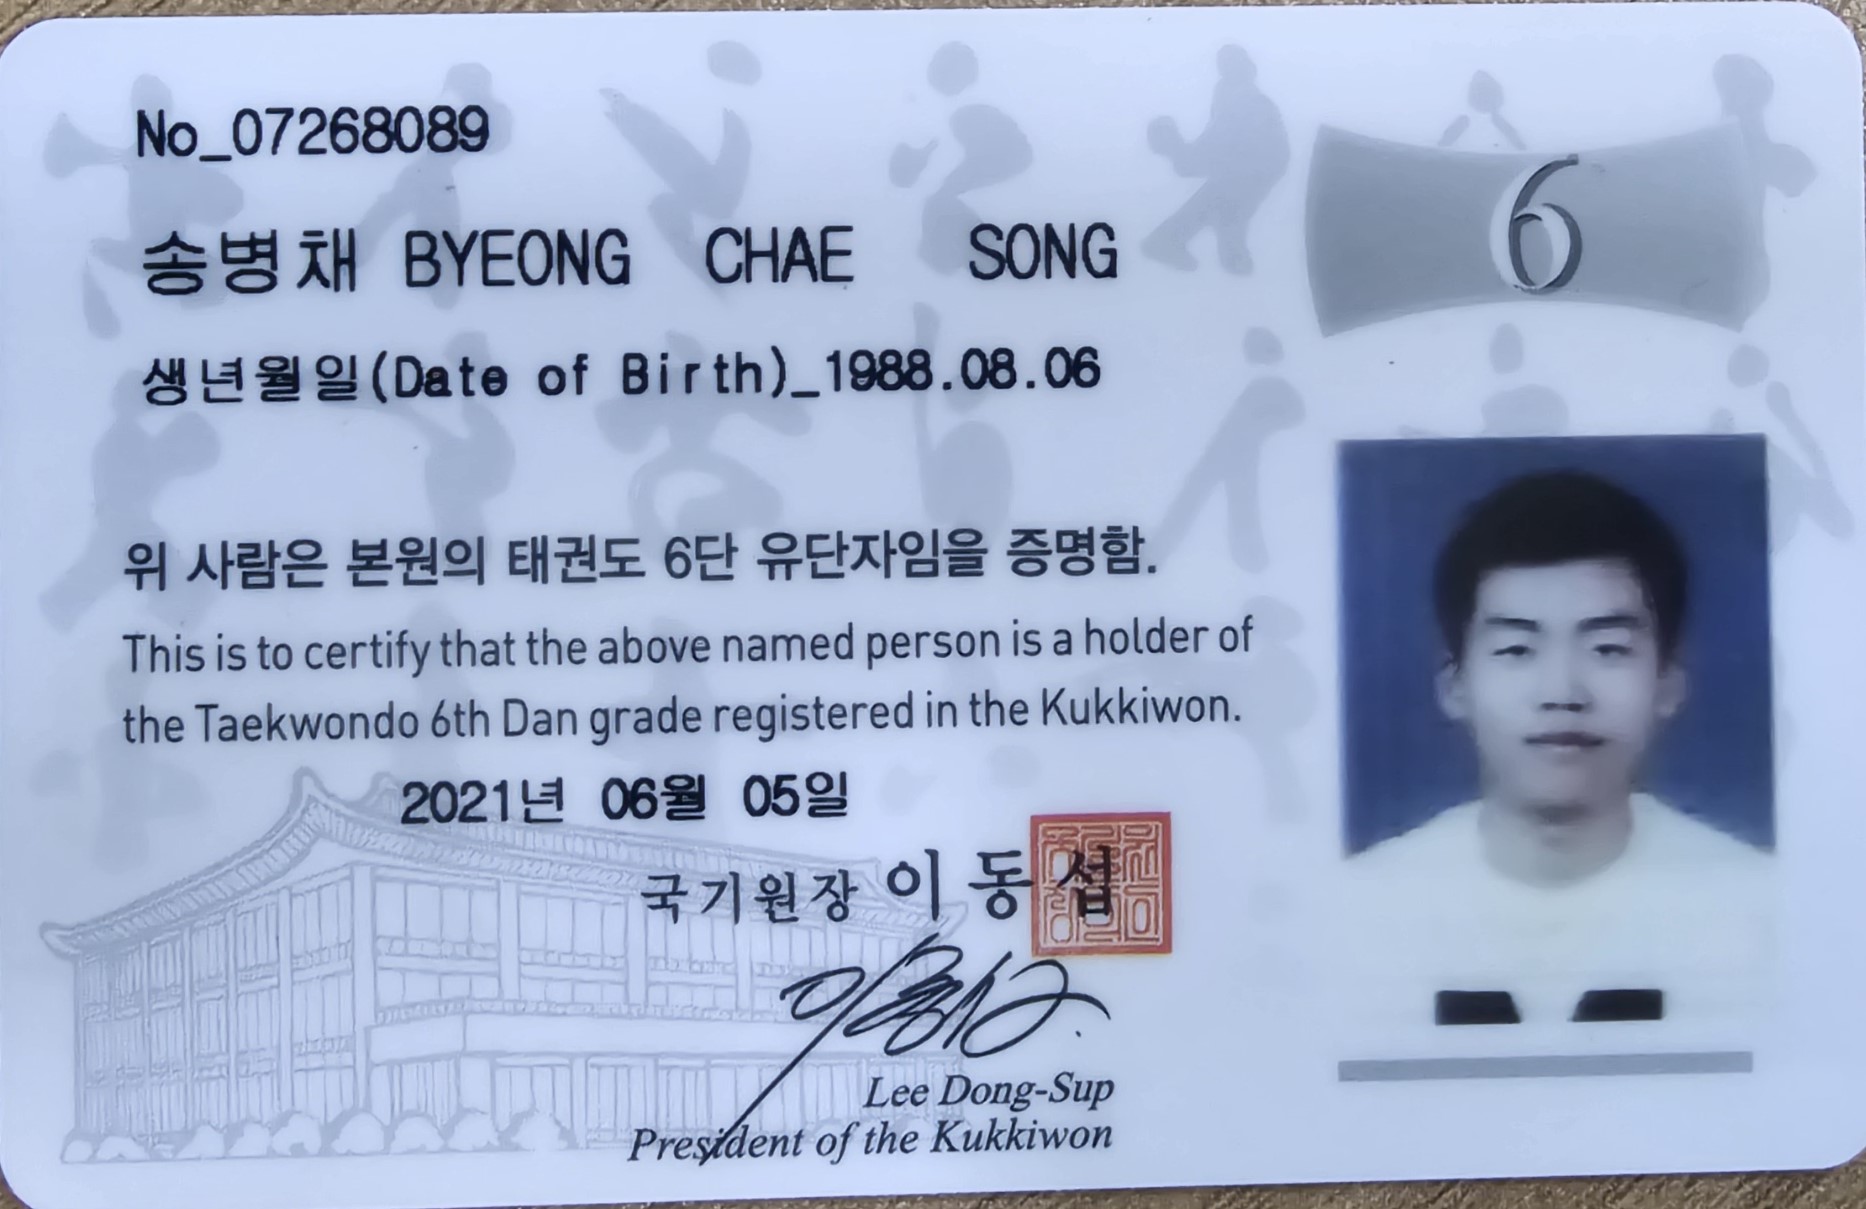 No_07268089
6
송병채 BYEONG CHAE SONG
생년월일(Date of Birth)_1988.08.06
위 사람은 본원의 태권도 6단 유단자임을 증명함.
This is to certify that the above named person is a holder of
the Taekwondo 6th Dan grade registered in the Kukkiwon.
2021년 06월 05일
국기원장 이동섭
Lee Dong-Sup
President of the Kukkiwon